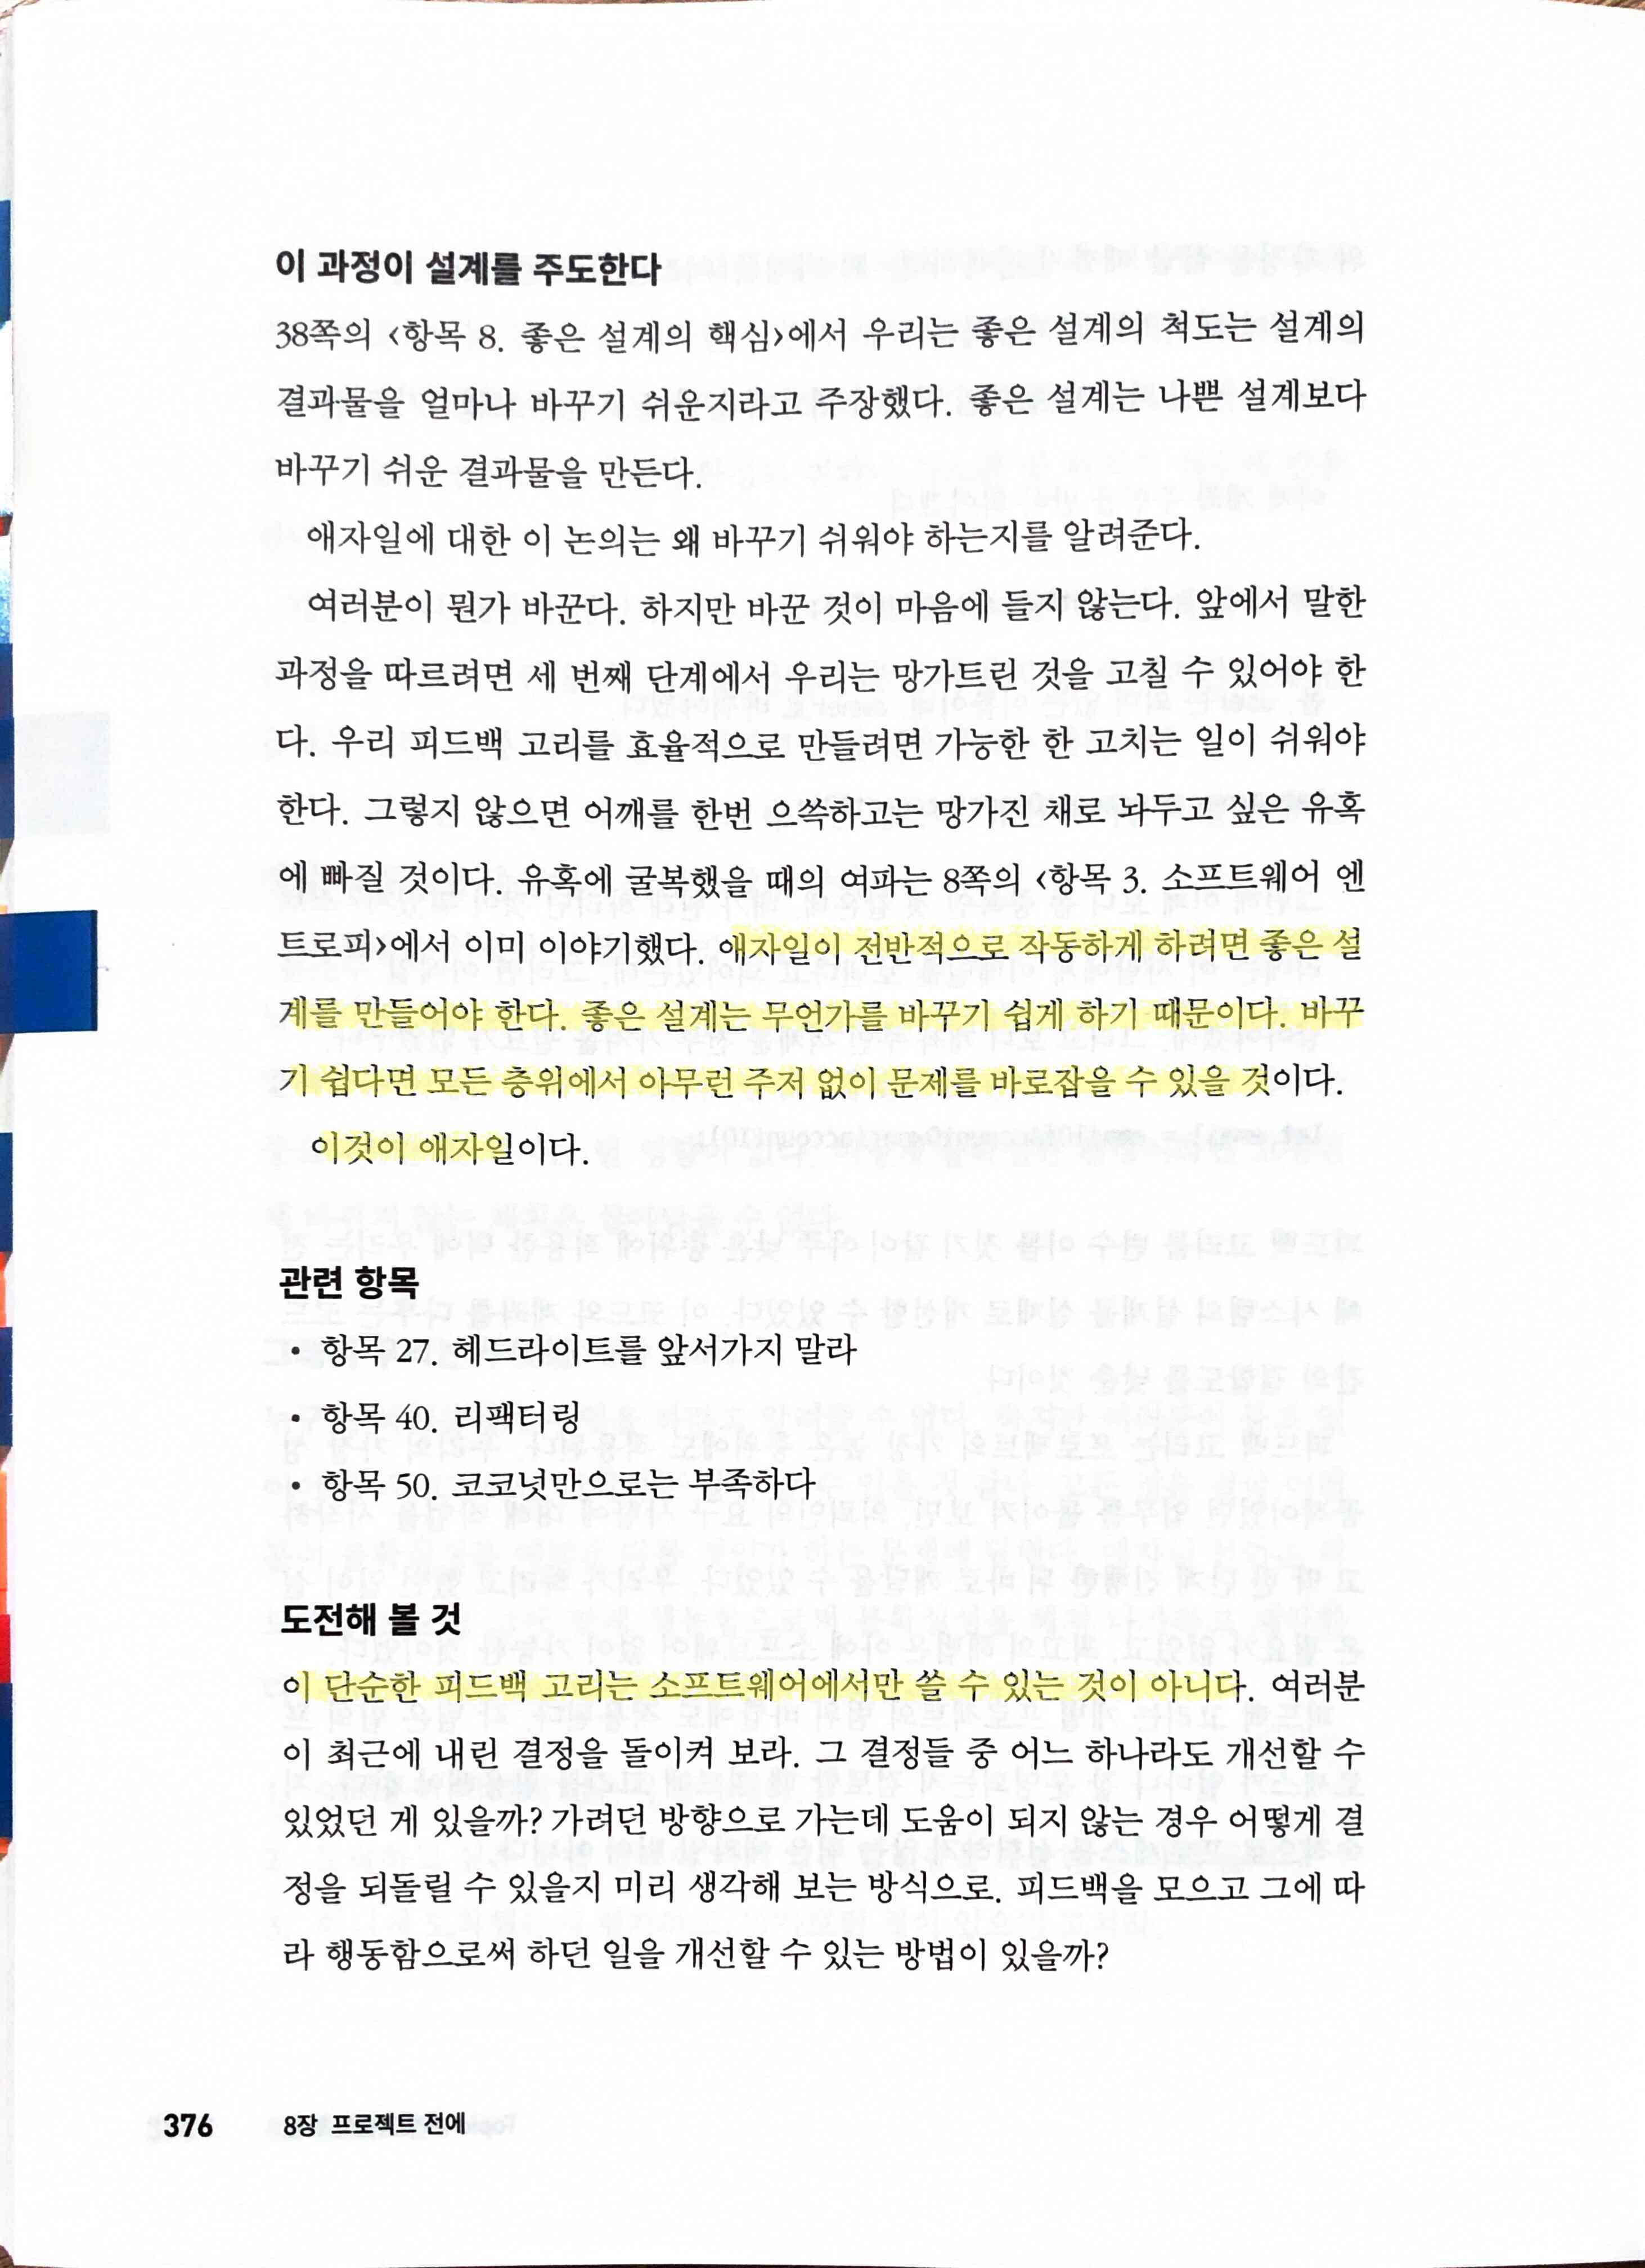 이 과정이 설계를 주도한다
38쪽의 <항목 8. 좋은 설계의 핵심>에서 우리는 좋은 설계의 척도는 설계의
결과물을 얼마나 바꾸기 쉬운지라고 주장했다. 좋은 설계는 나쁜 설계보다
바꾸기 쉬운 결과물을 만든다.
애자일에 대한 이 논의는 왜 바꾸기 쉬워야 하는지를 알려준다.
여러분이 뭔가 바꾼다. 하지만 바꾼 것이 마음에 들지 않는다. 앞에서 말한
과정을 따르려면 세 번째 단계에서 우리는 망가트린 것을 고칠 수 있어야 한
다. 우리 피드백 고리를 효율적으로 만들려면 가능한 한 고치는 일이 쉬워야
한다. 그렇지 않으면 어깨를 한번 으쓱하고는 망가진 채로 놔두고 싶은 유혹
에 빠질 것이다. 유혹에 굴복했을 때의 여파는 8쪽의 <항목 3. 소프트웨어 엔
트로피>에서 이미 이야기했다. 애자일이 전반적으로 작동하게 하려면 좋은 설
계를 만들어야 한다. 좋은 설계는 무언가를 바꾸기 쉽게 하기 때문이다. 바꾸
기 쉽다면 모든 층위에서 아무런 주저 없이 문제를 바로잡을 수 있을 것이다.
이것이 애자일이다.
관련 항목
• 항목 27. 헤드라이트를 앞서가지 말라
• 항목 40. 리팩터링
• 항목 50. 코코넛만으로는 부족하다
도전해 볼 것
이 단순한 피드백 고리는 소프트웨어에서만 쓸 수 있는 것이 아니다. 여러분
이 최근에 내린 결정을 돌이켜 보라. 그 결정들 중 어느 하나라도 개선할 수
있었던 게 있을까? 가려던 방향으로 가는데 도움이 되지 않는 경우 어떻게 결
정을 되돌릴 수 있을지 미리 생각해 보는 방식으로. 피드백을 모으고 그에 따
라 행동함으로써 하던 일을 개선할 수 있는 방법이 있을까?
376 8장 프로젝트 전에